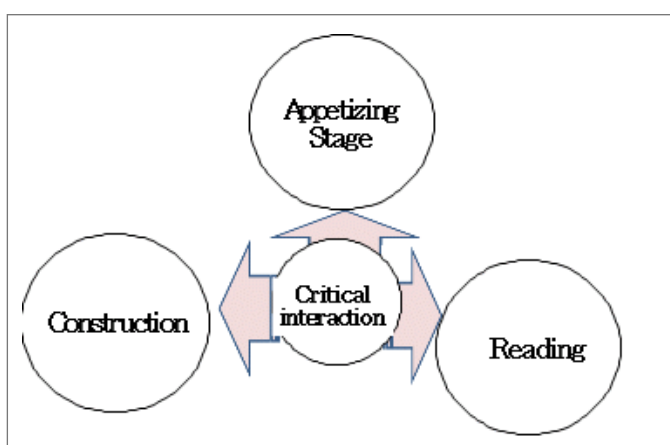 Appetizing
Stage
Critical
interaction
Construction
Reading